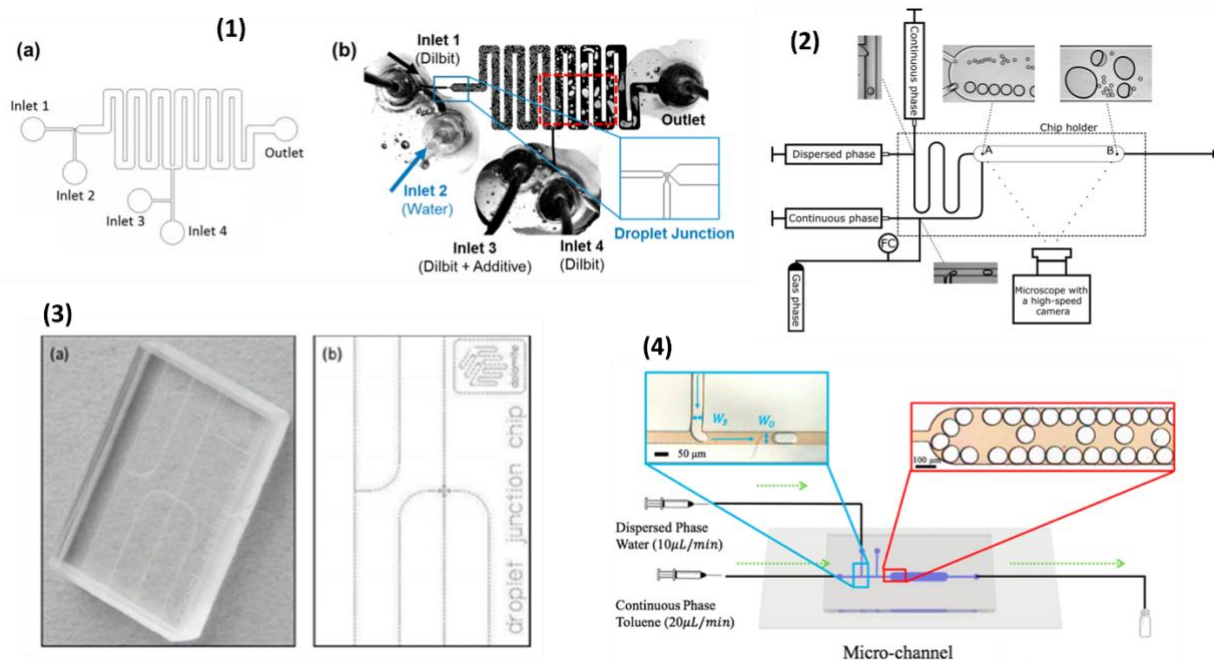 (1)
(a)
Inlet 1
Inlet 2
Inlet 3
Inlet 4
Outlet
(b)
Inlet 1
(Dilbit)
Inlet 2
(Water)
Inlet 3
(Dilbit + Additive)
Inlet 4
(Dilbit)
Outlet
Droplet Junction
(2)
Continuous phase
Dispersed phase
Continuous phase
Chip holder
A
B
FC
Gas phase
Microscope with
a high-speed
camera
(3)
(a)
(b)
dolomite
droplet junction chip
(4)
Ws
Wo
50 μm
100 μm
Dispersed Phase
Water (10μL/min)
Continuous Phase
Toluene (20μL/min)
Micro-channel